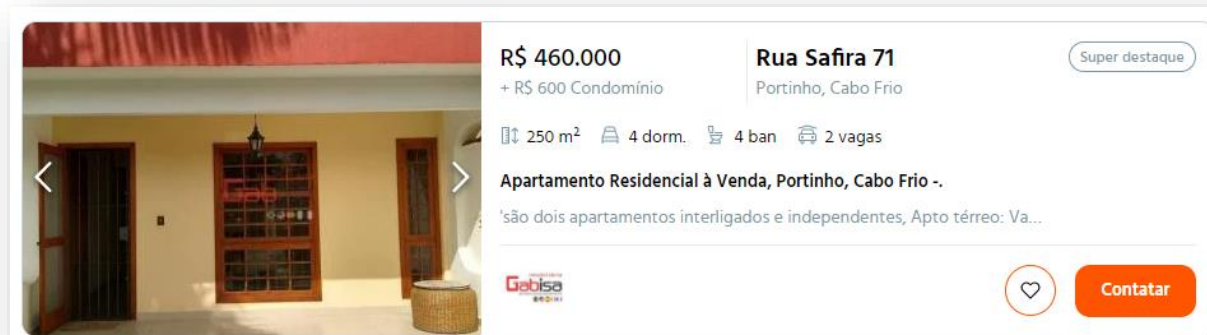 R$ 460.000
+ R$ 600 Condomínio
Rua Safira 71
Portinho, Cabo Frio
Super destaque
250 m²
4 dorm.
4 ban
2 vagas
Apartamento Residencial à Venda, Portinho, Cabo Frio -.
'são dois apartamentos interligados e independentes, Apto térreo: Va...
Gab
Gabisa
Contatar